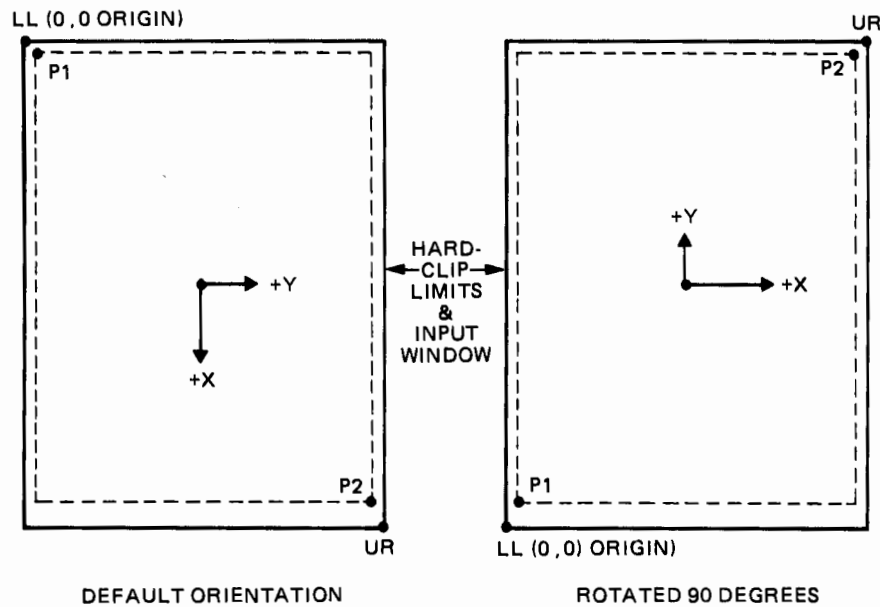 LL (0,0 ORIGIN)
P1
+Y
+X
P2
UR
DEFAULT ORIENTATION
HARD-
CLIP
LIMITS
&
INPUT
WINDOW
UR
P2
+Y
+X
P1
LL (0,0) ORIGIN)
ROTATED 90 DEGREES